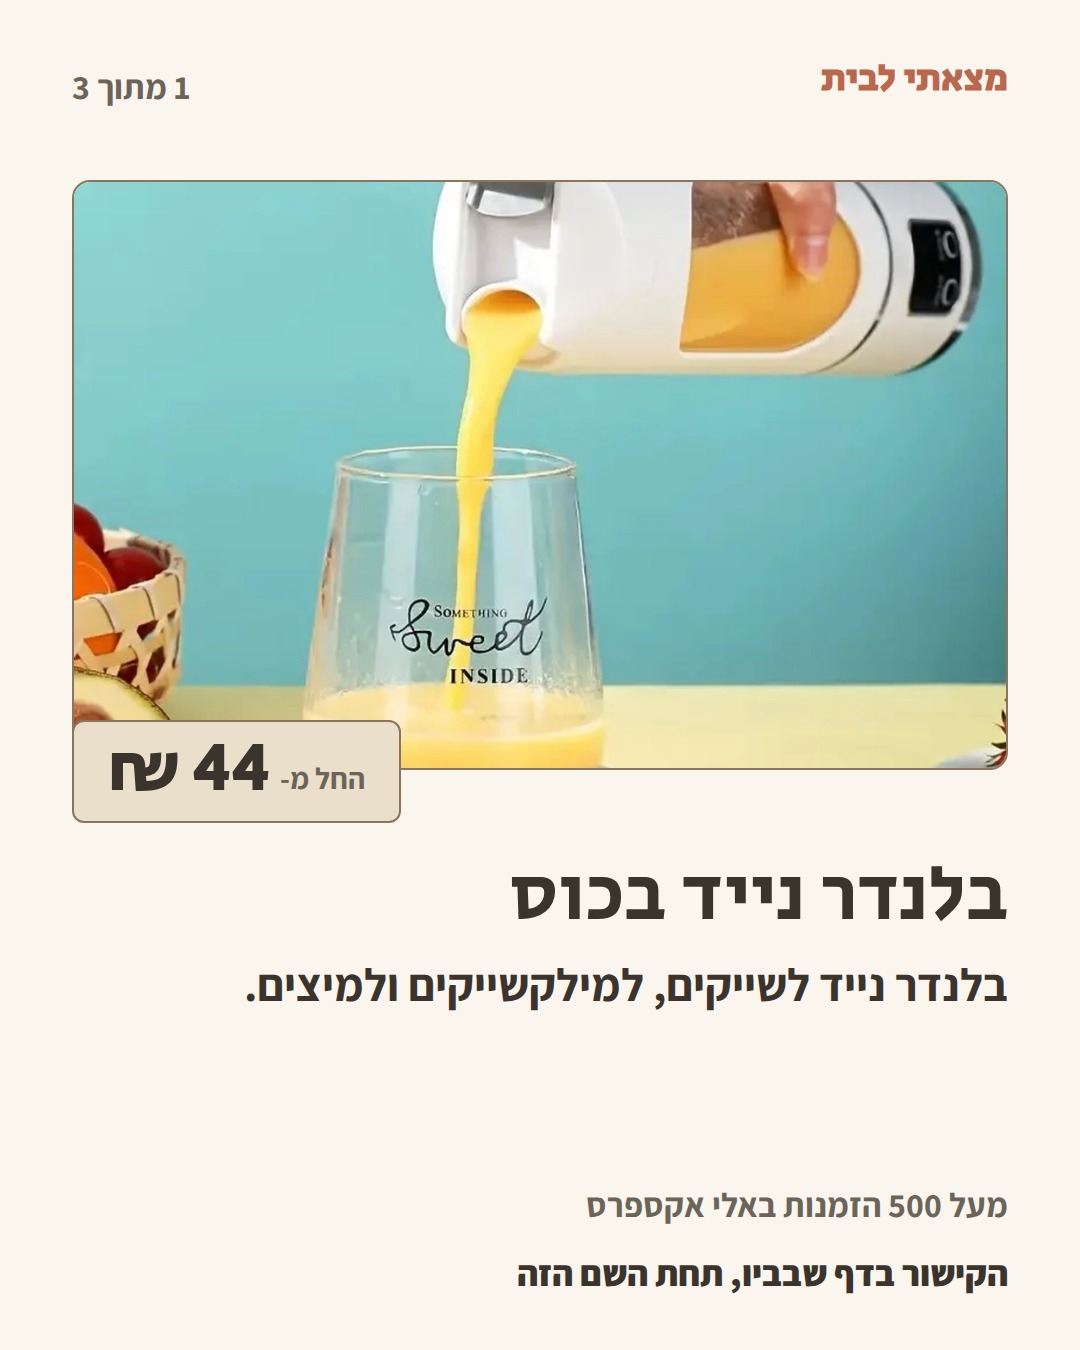 מצאתי לבית
1 מתוך 3
SOMETHING
Sweet
INSIDE
החל מ- 44 ₪
בלנדר נייד בכוס
בלנדר נייד לשייקים, למילקשייקים ולמיצים.
מעל 500 הזמנות באלי אקספרס
הקישור בדף שבביו, תחת השם הזה